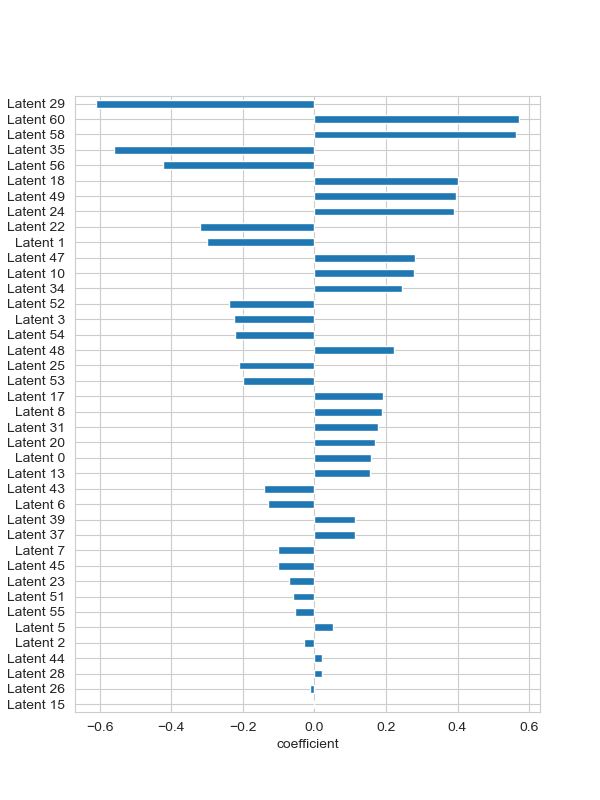 Latent 29
Latent 60
Latent 58
Latent 35
Latent 56
Latent 18
Latent 49
Latent 24
Latent 22
Latent 1
Latent 47
Latent 10
Latent 34
Latent 52
Latent 3
Latent 54
Latent 48
Latent 25
Latent 53
Latent 17
Latent 8
Latent 31
Latent 20
Latent 0
Latent 13
Latent 43
Latent 6
Latent 39
Latent 37
Latent 7
Latent 45
Latent 23
Latent 51
Latent 55
Latent 5
Latent 2
Latent 44
Latent 28
Latent 26
Latent 15
−0.6 −0.4 −0.2 0.0 0.2 0.4 0.6
coefficient